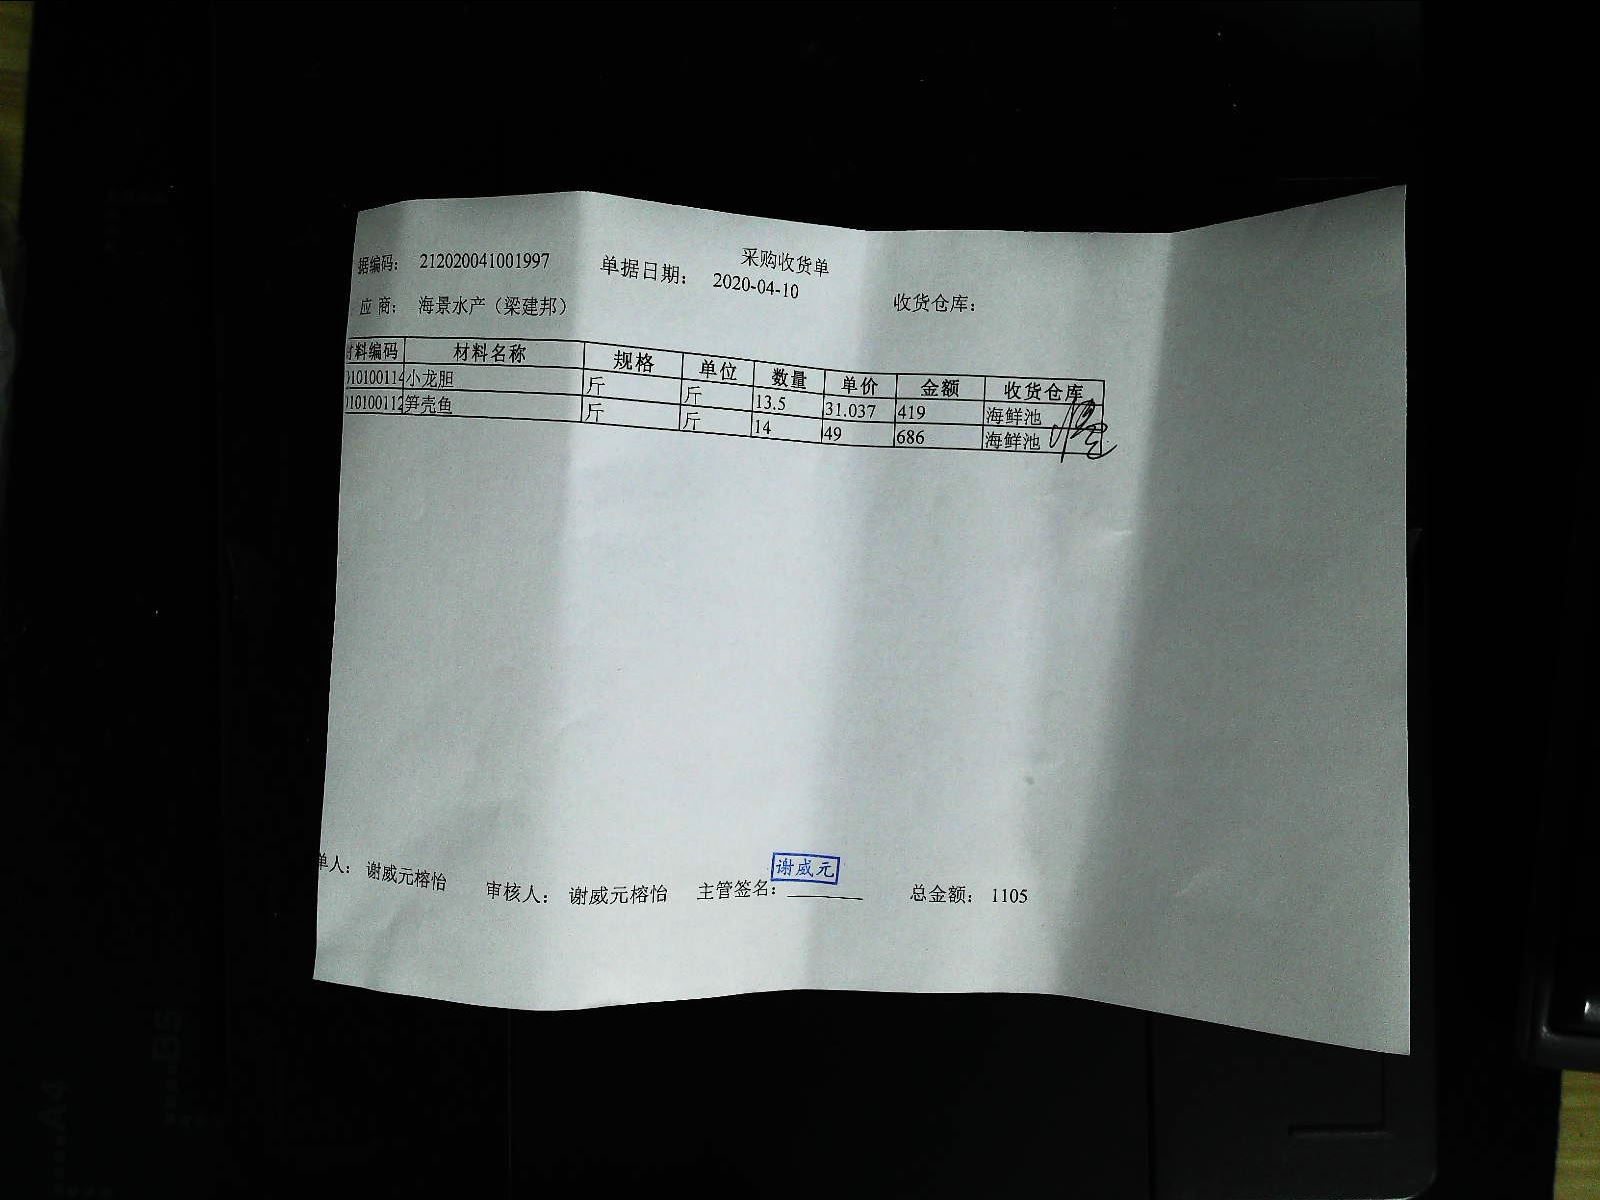 采购收货单
据编码： 212020041001997 单据日期： 2020-04-10 收货仓库：
应 商： 海景水产（梁建邦）
材料编码 材料名称 规格 单位 数量 单价 金额 收货仓库
010100114 小龙胆 斤 斤 13.5 31.037 419 海鲜池
010100112 笋壳鱼 斤 斤 14 49 686 海鲜池
谢威元
单人： 谢威元榕怡 审核人： 谢威元榕怡 主管签名： 总金额： 1105